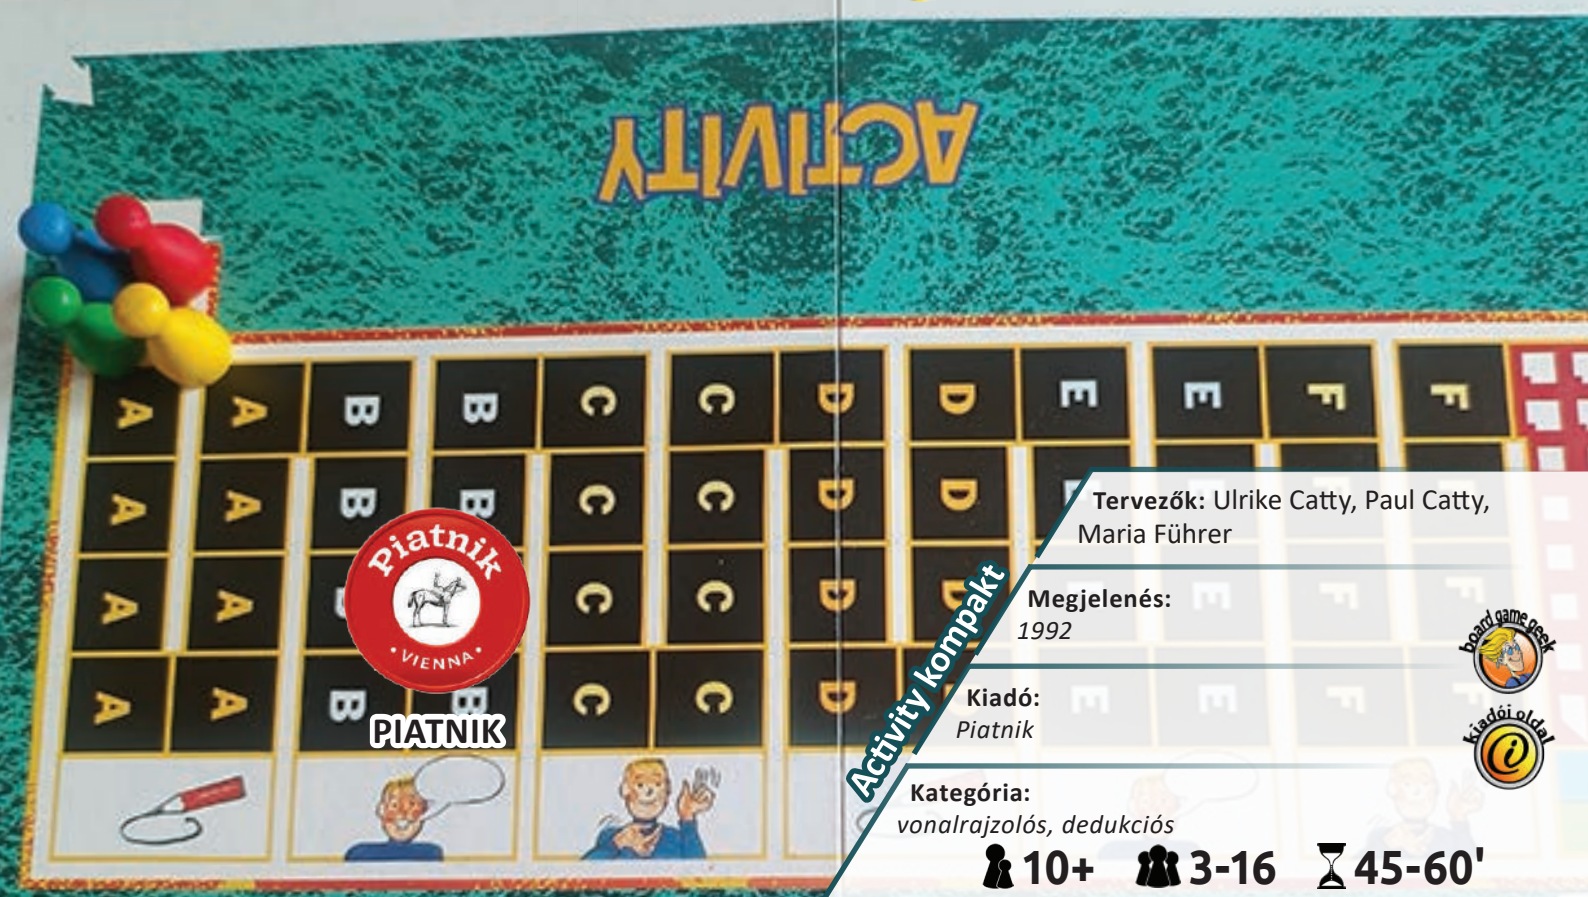 ACTIVITY
A A B B C C D D E E F F
A A B B C C D D E E F F
A A B C C D D E E F F
A A B B C C D E E F F
Piatnik
• VIENNA •
PIATNIK
Activity kompakt
Tervezők: Ulrike Catty, Paul Catty,
Maria Führer
Megjelenés:
1992
Kiadó:
Piatnik
Kategória:
vonalrajzolós, dedukciós
10+ 3-16 45-60'
board game geek
kiadói oldal
i